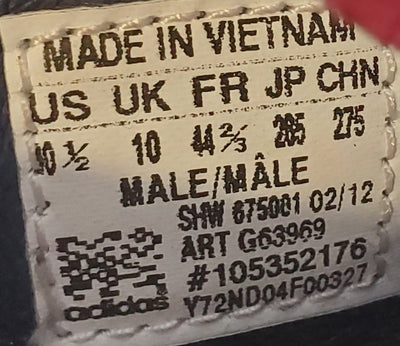 MADE IN VIETNAM
US UK FR JP CHN
10 ½ 10 44 ⅔ 285 275
MALE/MÂLE
SHW 675001 02/12
ART G63969
#105352176
adidas Y72ND04F00327